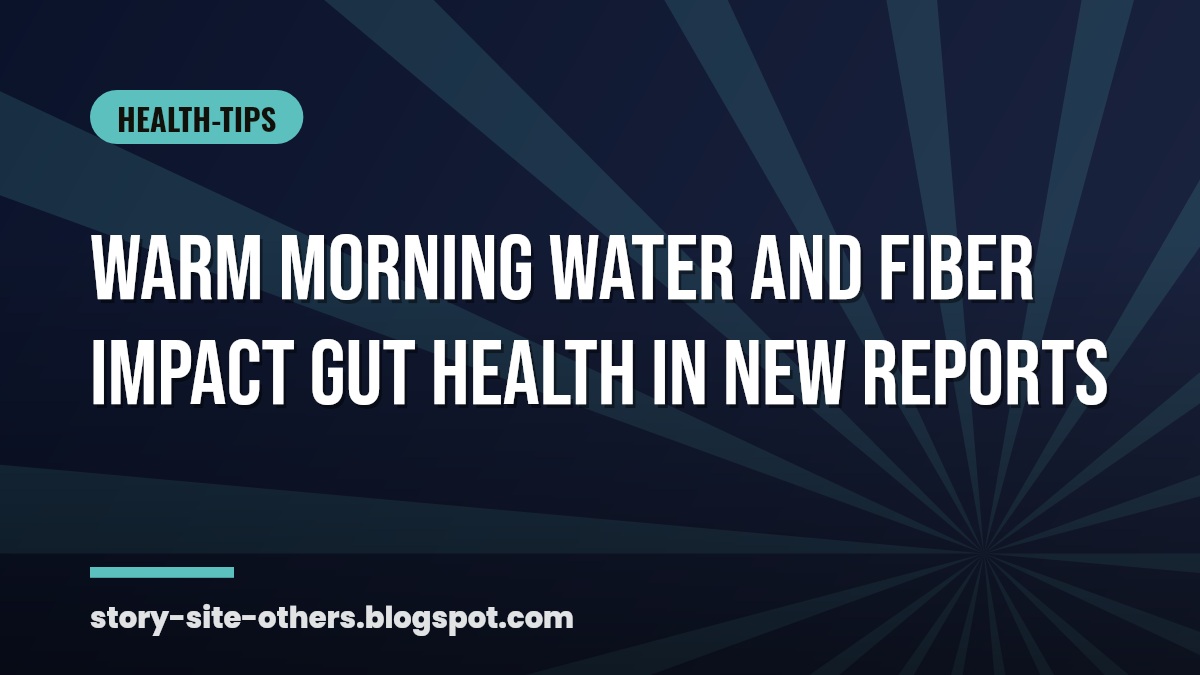 HEALTH-TIPS
WARM MORNING WATER AND FIBER
IMPACT GUT HEALTH IN NEW REPORTS
story-site-others.blogspot.com